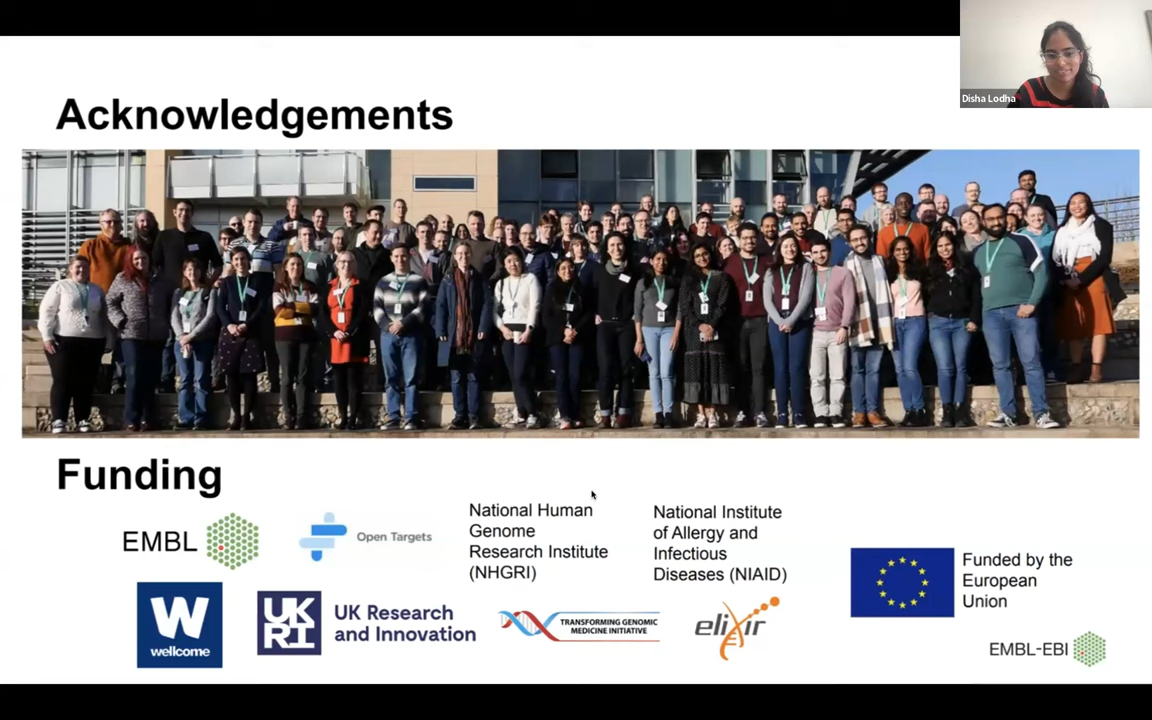 Disha Lodha
Acknowledgements
Funding
EMBL
Open Targets
National Human
Genome
Research Institute
(NHGRI)
National Institute
of Allergy and
Infectious
Diseases (NIAID)
Funded by the
European
Union
W
wellcome
UK
RI
UK Research
and Innovation
TRANSFORMING GENOMIC
MEDICINE INITIATIVE
elixir
EMBL-EBI